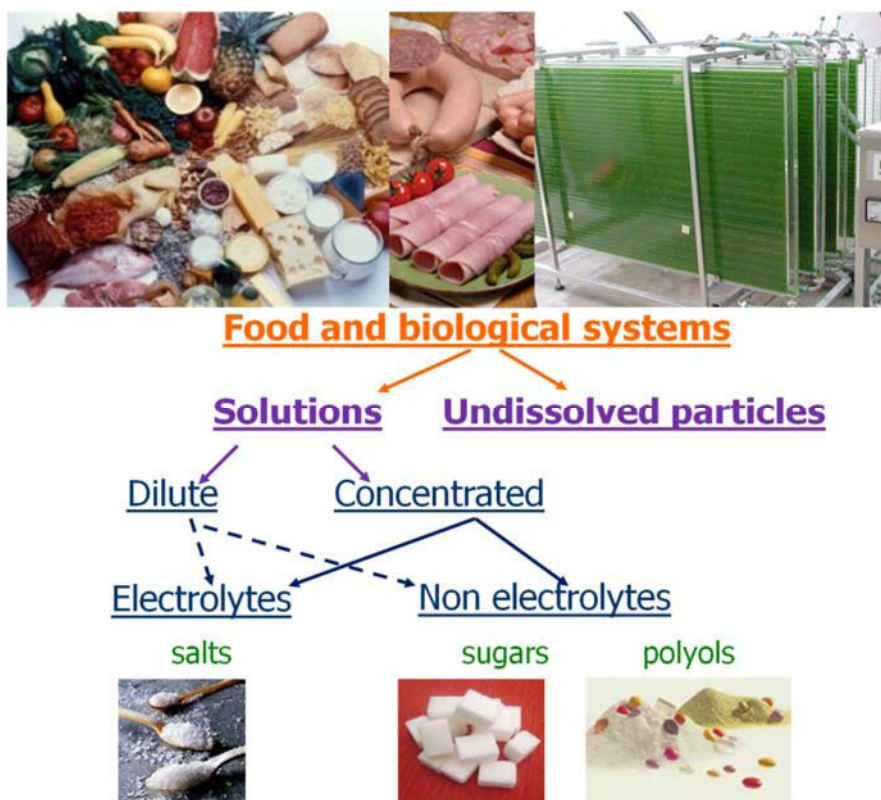 Food and biological systems
Solutions Undissolved particles
Dilute Concentrated
Electrolytes Non electrolytes
salts sugars polyols